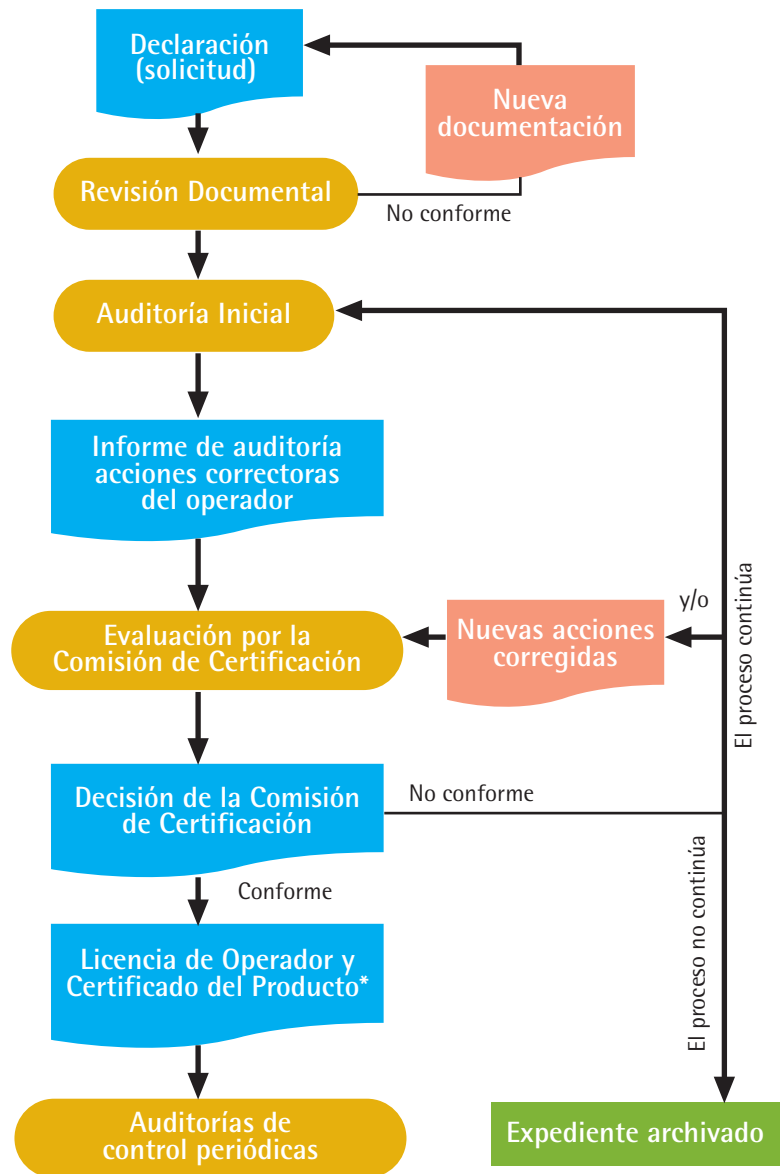 Declaración
(solicitud)
Nueva
documentación
Revisión Documental
No conforme
Auditoría Inicial
Informe de auditoría
acciones correctoras
del operador
El proceso continúa
y/o
Evaluación por la
Comisión de Certificación
Nuevas acciones
corregidas
Decisión de la Comisión
de Certificación
No conforme
Conforme
El proceso no continúa
Licencia de Operador y
Certificado del Producto*
Auditorías de
control periódicas
Expediente archivado